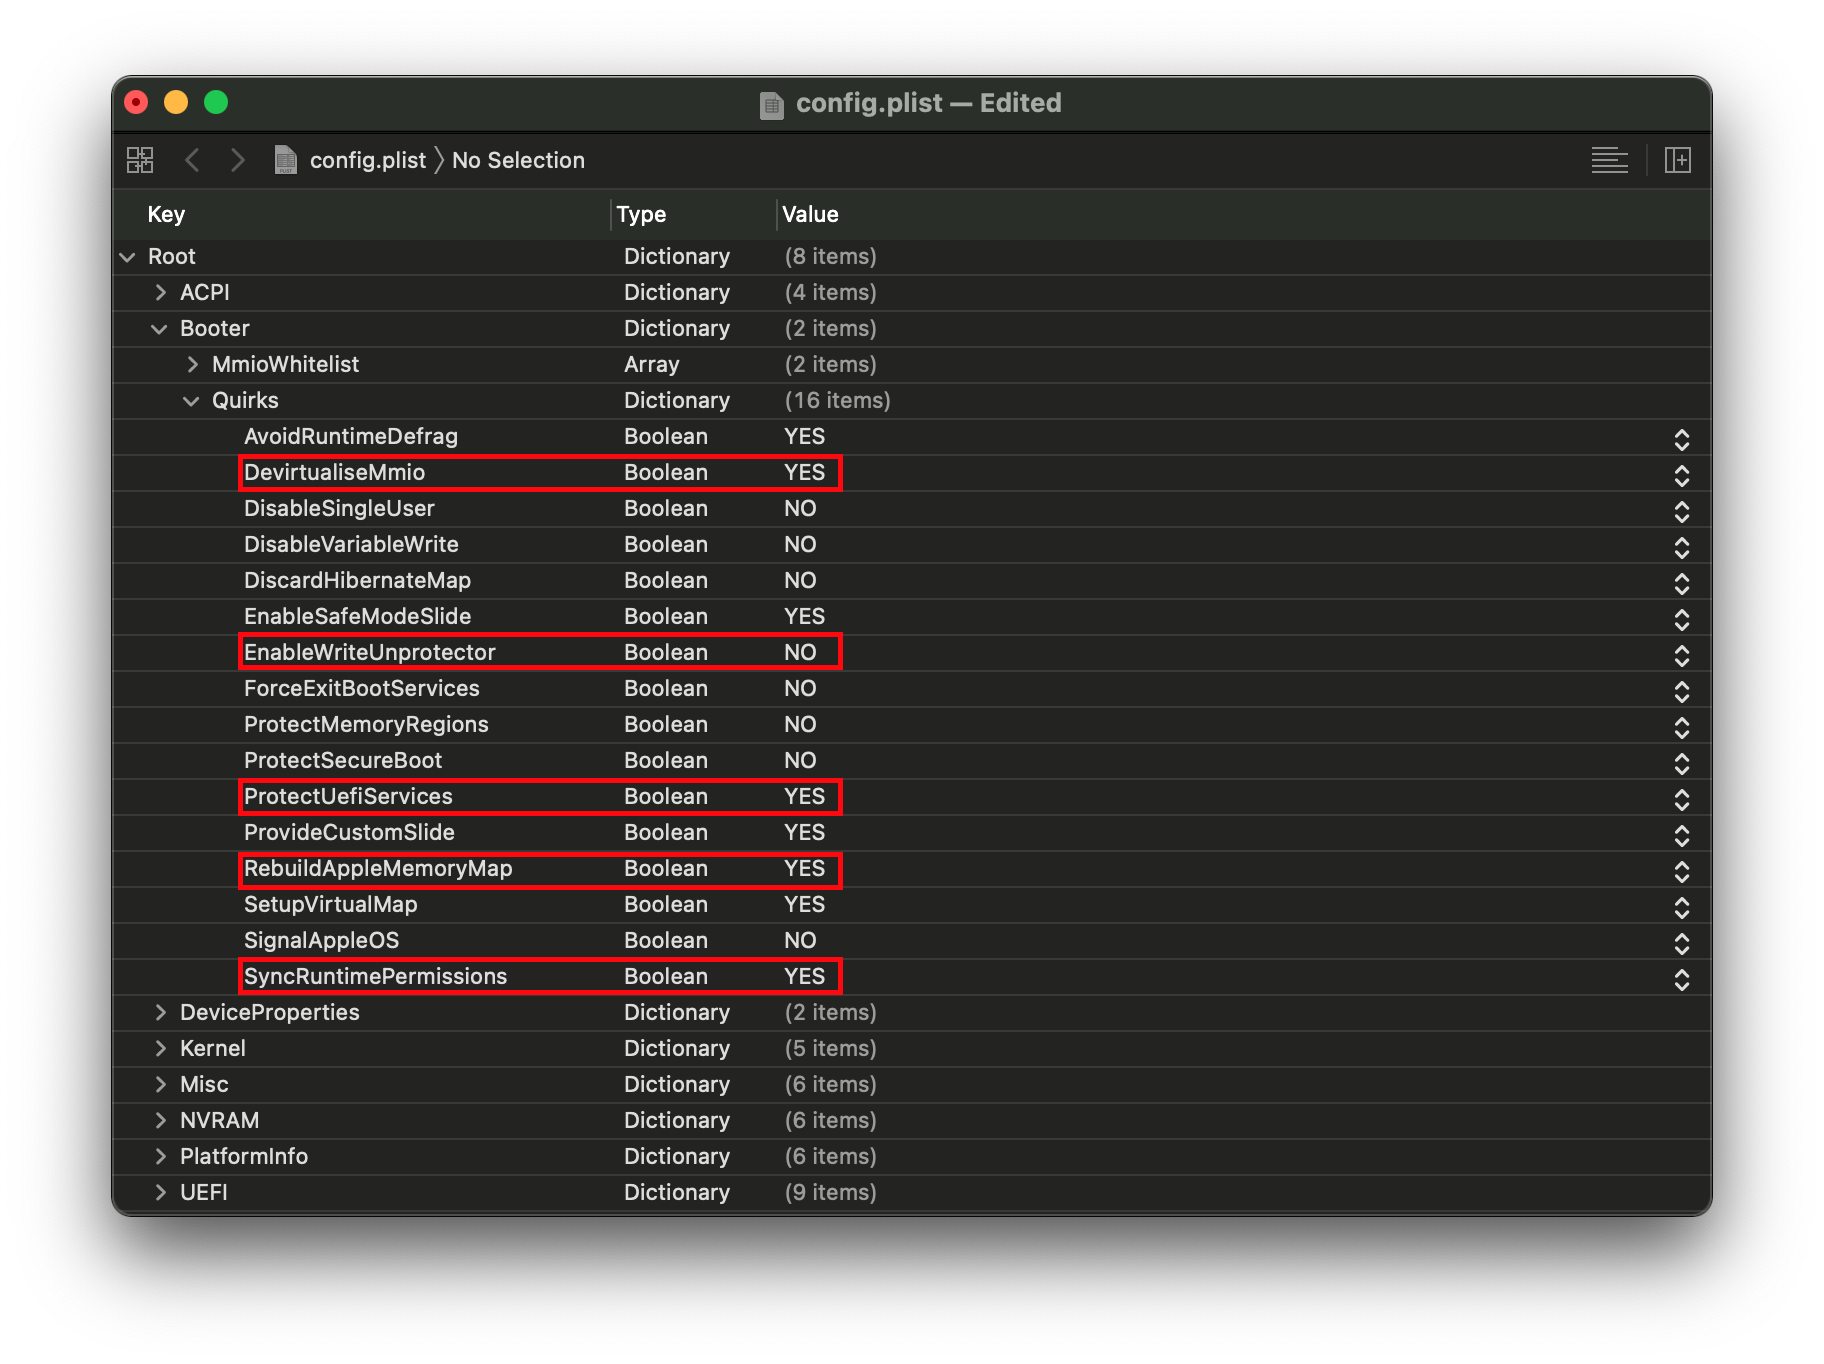 config.plist — Edited
config.plist 〉 No Selection
Key Type Value
Root Dictionary (8 items)
ACPI Dictionary (4 items)
Booter Dictionary (2 items)
MmioWhitelist Array (2 items)
Quirks Dictionary (16 items)
AvoidRuntimeDefrag Boolean YES
DevirtualiseMmio Boolean YES
DisableSingleUser Boolean NO
DisableVariableWrite Boolean NO
DiscardHibernateMap Boolean NO
EnableSafeModeSlide Boolean YES
EnableWriteUnprotector Boolean NO
ForceExitBootServices Boolean NO
ProtectMemoryRegions Boolean NO
ProtectSecureBoot Boolean NO
ProtectUefiServices Boolean YES
ProvideCustomSlide Boolean YES
RebuildAppleMemoryMap Boolean YES
SetupVirtualMap Boolean YES
SignalAppleOS Boolean NO
SyncRuntimePermissions Boolean YES
DeviceProperties Dictionary (2 items)
Kernel Dictionary (5 items)
Misc Dictionary (6 items)
NVRAM Dictionary (6 items)
PlatformInfo Dictionary (6 items)
UEFI Dictionary (9 items)